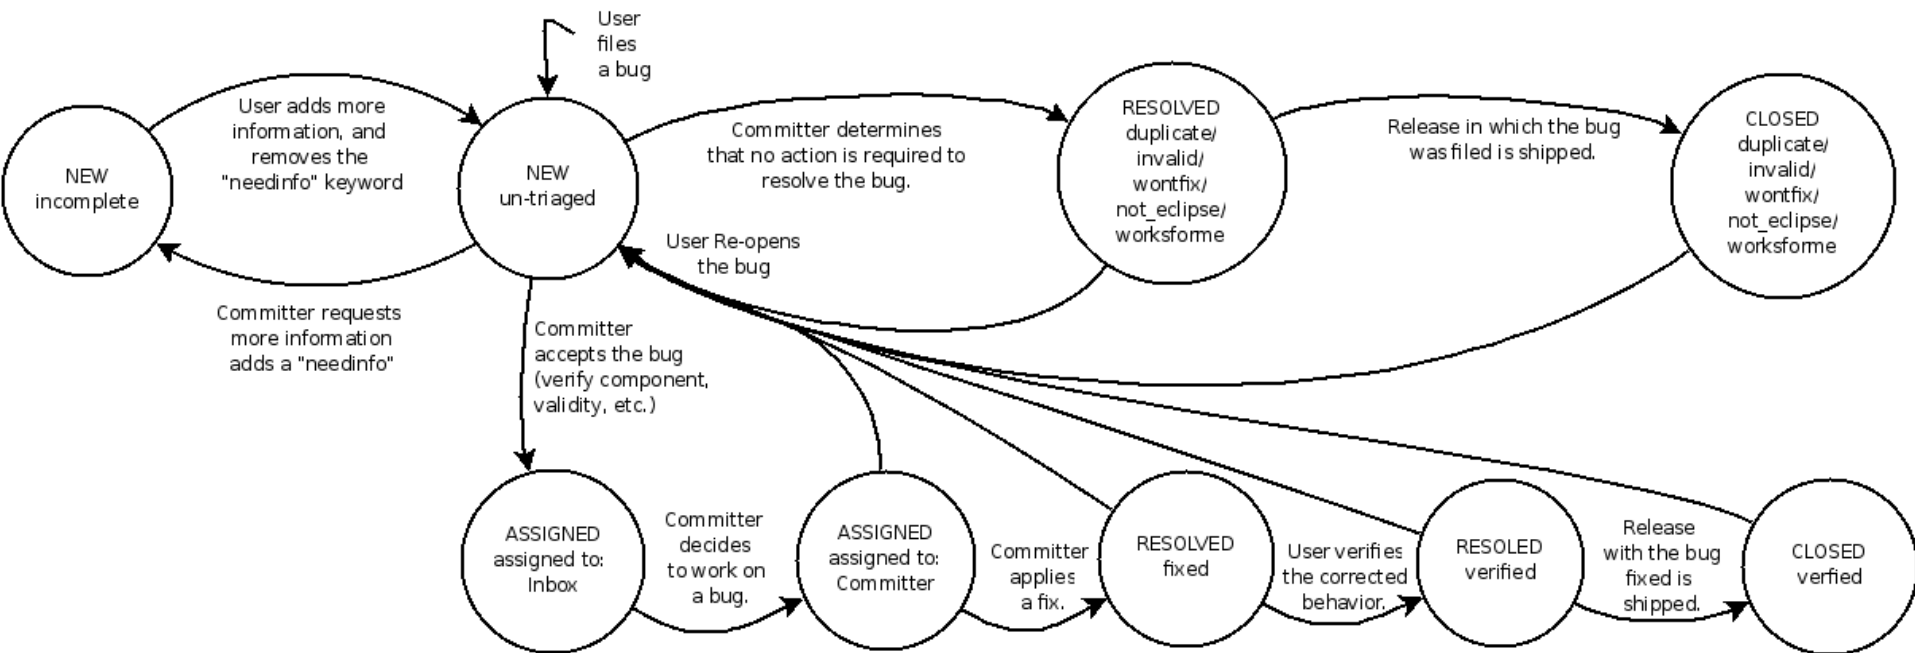 User
files
a bug
NEW
incomplete
User adds more
information, and
removes the
"needinfo" keyword
NEW
un-triaged
Committer determines
that no action is required to
resolve the bug.
RESOLVED
duplicate/
invalid/
wontfix/
not_eclipse/
worksforme
Release in which the bug
was filed is shipped.
CLOSED
duplicate/
invalid/
wontfix/
not_eclipse/
worksforme
User Re-opens
the bug
Committer requests
more information
adds a "needinfo"
Committer
accepts the bug
(verify component,
validity, etc.)
ASSIGNED
assigned to:
Inbox
Committer
decides
to work on
a bug.
ASSIGNED
assigned to:
Committer
Committer
applies
a fix.
RESOLVED
fixed
User verifies
the corrected
behavior.
RESOLED
verified
Release
with the bug
fixed is
shipped.
CLOSED
verfied